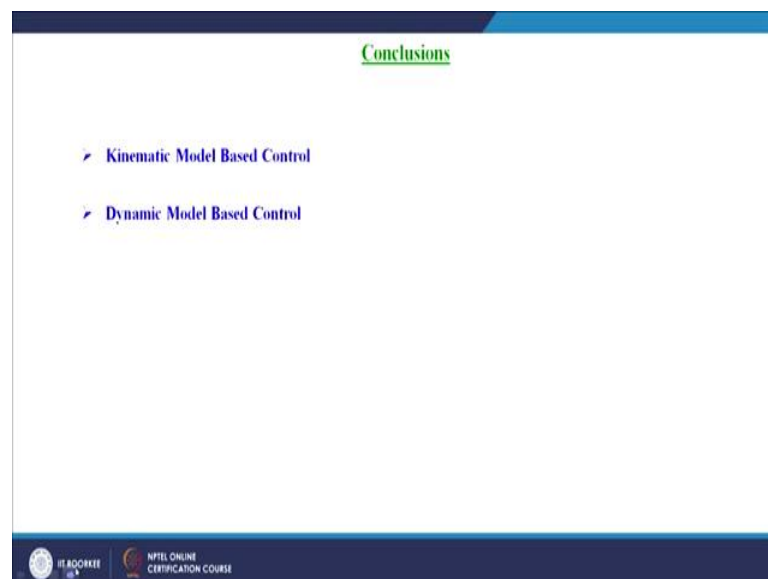 Conclusions
➢ Kinematic Model Based Control
➢ Dynamic Model Based Control
IIT ROORKEE
NPTEL ONLINE
CERTIFICATION COURSE